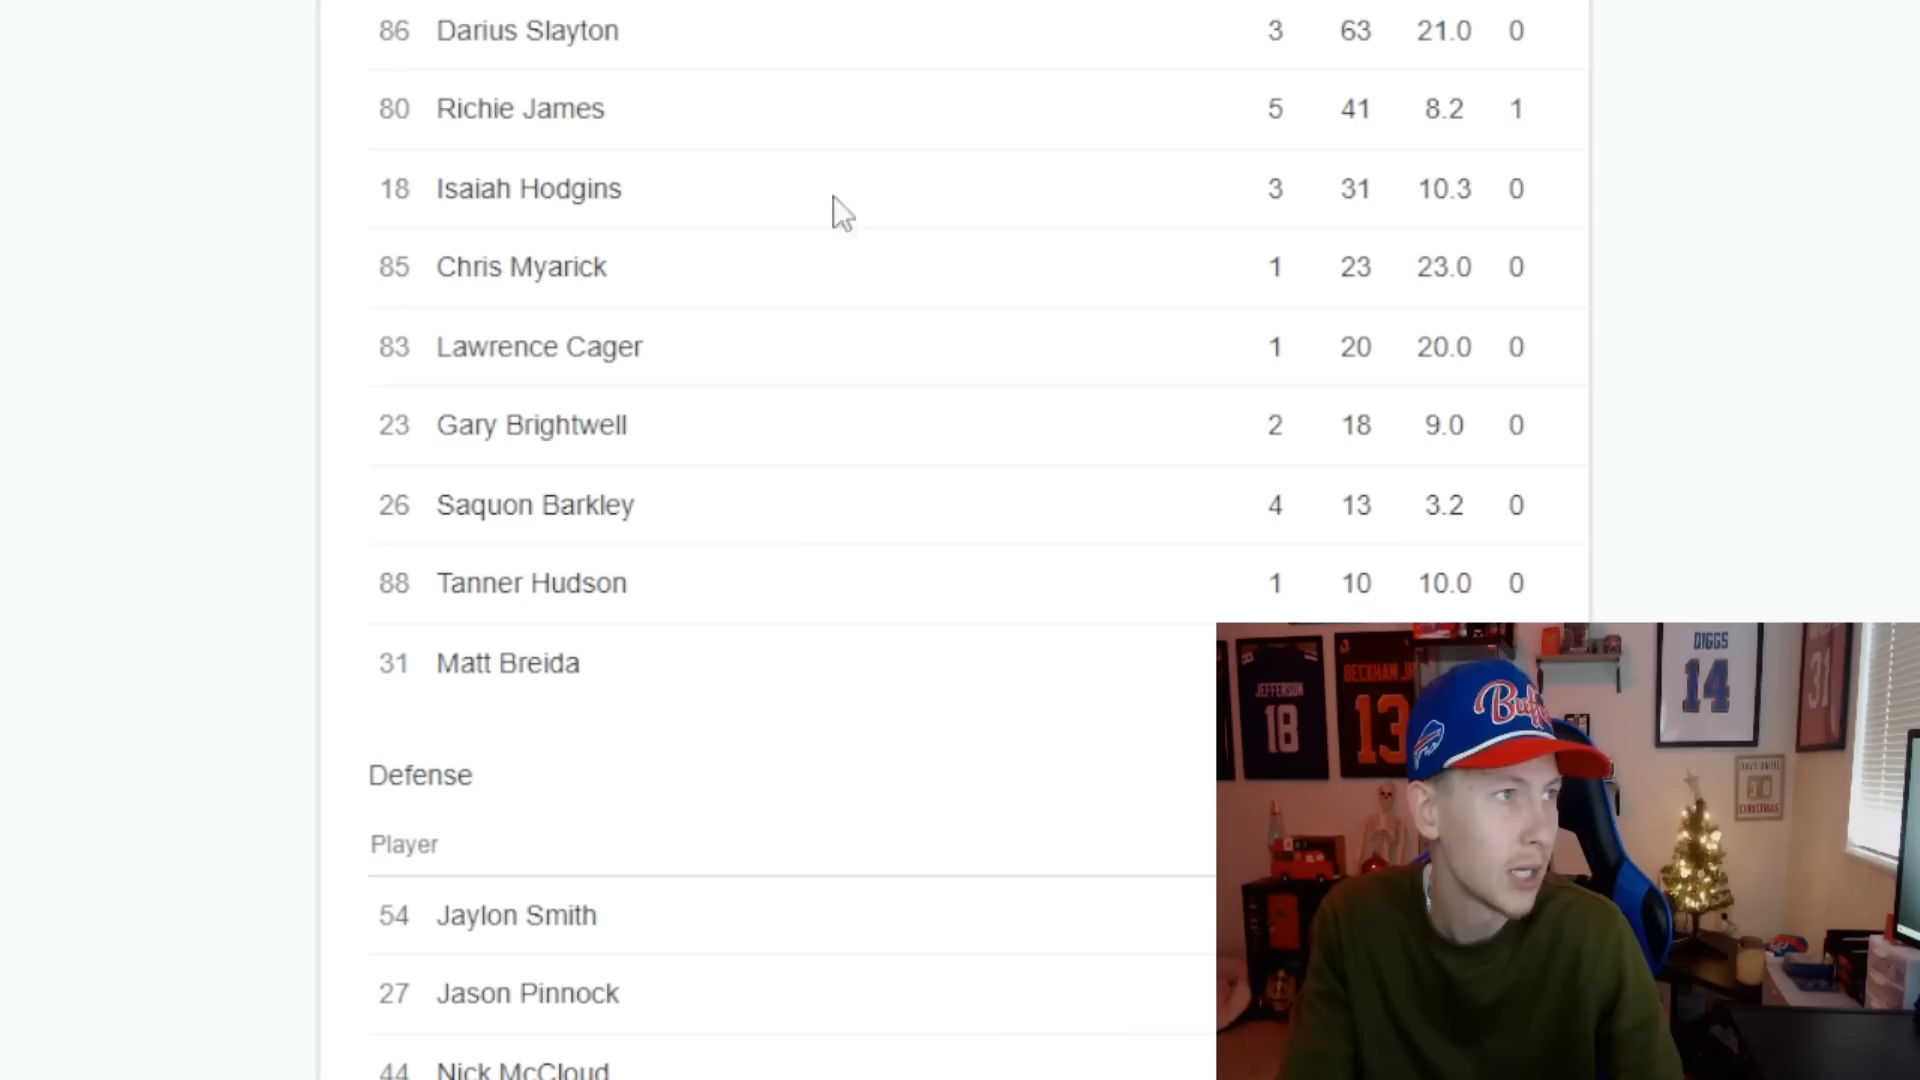 86 Darius Slayton 3 63 21.0 0
80 Richie James 5 41 8.2 1
18 Isaiah Hodgins 3 31 10.3 0
85 Chris Myarick 1 23 23.0 0
83 Lawrence Cager 1 20 20.0 0
23 Gary Brightwell 2 18 9.0 0
26 Saquon Barkley 4 13 3.2 0
88 Tanner Hudson 1 10 10.0 0
31 Matt Breida
Defense
Player
54 Jaylon Smith
27 Jason Pinnock
44 Nick McCloud
JEFFERSON
18
BECKHAM JR
13
DIGGS
14
31
CHRISTMAS